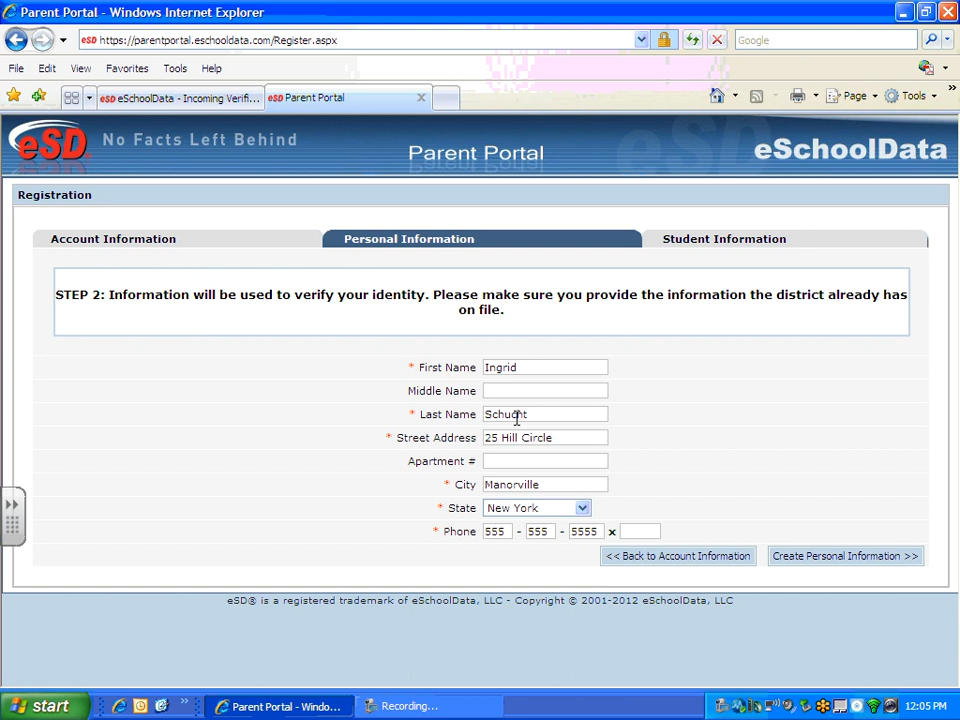 Parent Portal - Windows Internet Explorer
eSD https://parentportal.eschooldata.com/Register.aspx
Google
File Edit View Favorites Tools Help
eSD eSchoolData - Incoming Verifi...
eSD Parent Portal
Page
Tools
eSD
No Facts Left Behind
Parent Portal
eSchoolData
Registration
Account Information
Personal Information
Student Information
STEP 2: Information will be used to verify your identity. Please make sure you provide the information the district already has
on file.
* First Name Ingrid
Middle Name
* Last Name Schucht
* Street Address 25 Hill Circle
Apartment #
* City Manorville
* State New York
* Phone 555 - 555 - 5555 x
<< Back to Account Information
Create Personal Information >>
eSD® is a registered trademark of eSchoolData, LLC - Copyright © 2001-2012 eSchoolData, LLC
start
Parent Portal - Windo...
Recording...
12:05 PM